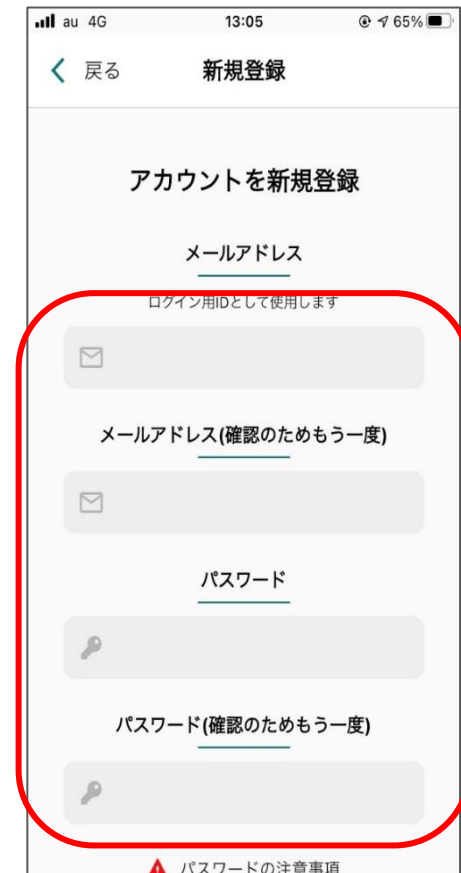 au 4G 13:05 65%
戻る 新規登録
アカウントを新規登録
メールアドレス
ログイン用IDとして使用します
メールアドレス(確認のためもう一度)
パスワード
パスワード(確認のためもう一度)
パスワードの注意事項